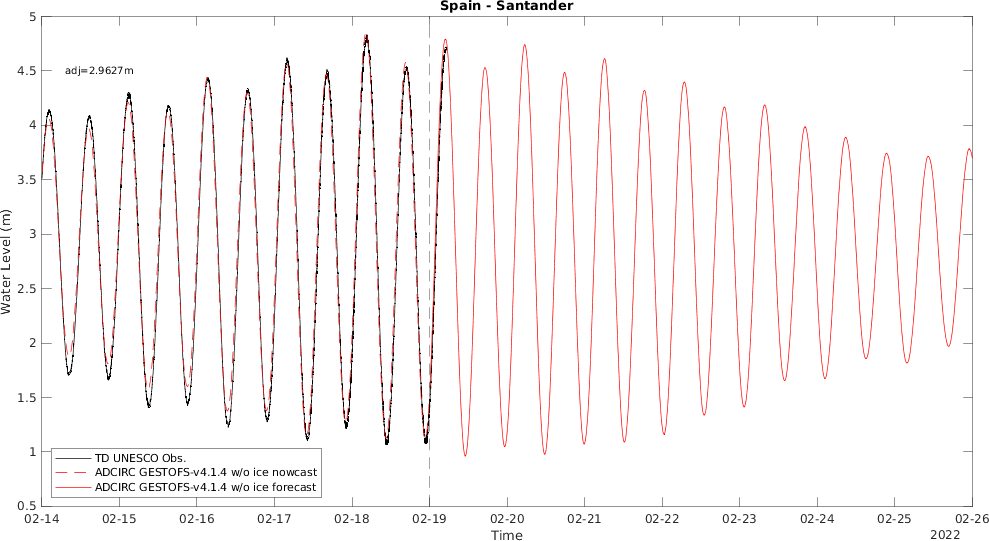 Spain - Santander
adj=2.9627m
Water Level (m)
5
4.5
4
3.5
3
2.5
2
1.5
1
0.5
TD UNESCO Obs.
ADCIRC GESTOFS-v4.1.4 w/o ice nowcast
ADCIRC GESTOFS-v4.1.4 w/o ice forecast
02-14 02-15 02-16 02-17 02-18 02-19 02-20 02-21 02-22 02-23 02-24 02-25 02-26
Time
2022